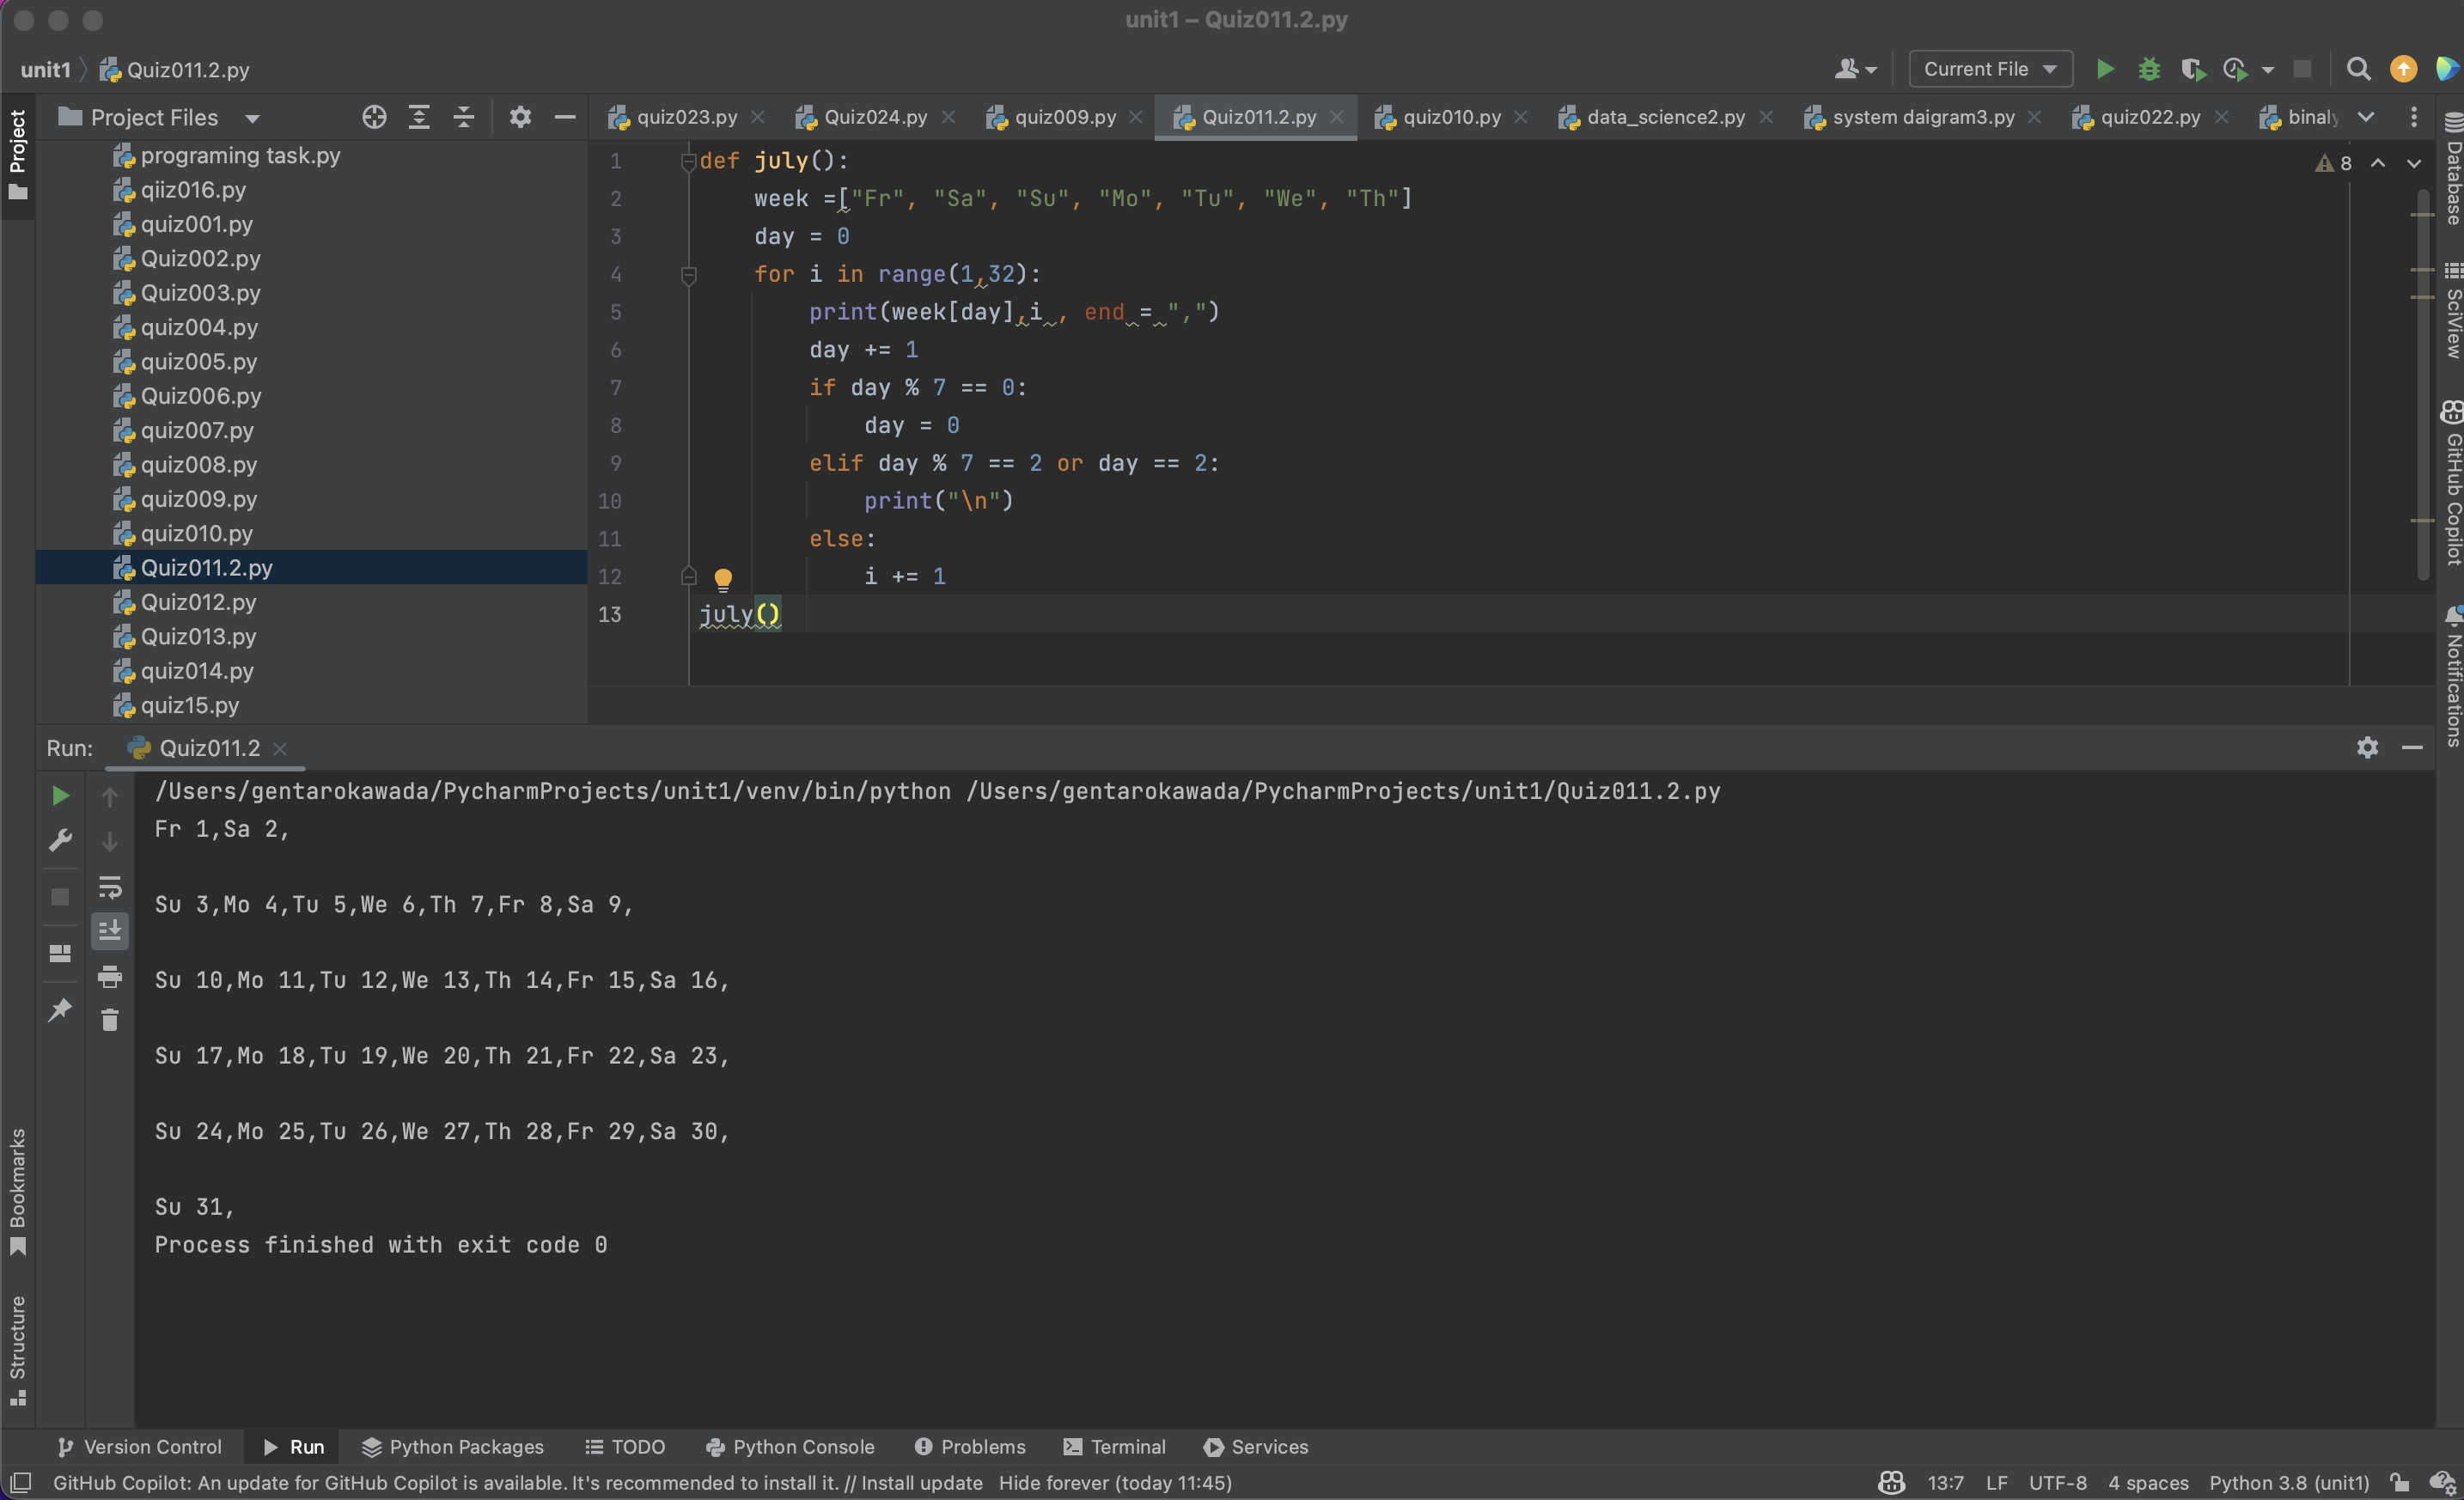 unit1 – Quiz011.2.py
unit1 Quiz011.2.py
Current File
Project
Project Files
quiz023.py
Quiz024.py
quiz009.py
Quiz011.2.py
quiz010.py
data_science2.py
system daigram3.py
quiz022.py
binaly
programing task.py
qiiz016.py
quiz001.py
Quiz002.py
Quiz003.py
quiz004.py
quiz005.py
Quiz006.py
quiz007.py
quiz008.py
quiz009.py
quiz010.py
Quiz011.2.py
Quiz012.py
Quiz013.py
quiz014.py
quiz15.py
1 def july():
2 week =["Fr", "Sa", "Su", "Mo", "Tu", "We", "Th"]
3 day = 0
4 for i in range(1,32):
5 print(week[day],i , end = ",")
6 day += 1
7 if day % 7 == 0:
8 day = 0
9 elif day % 7 == 2 or day == 2:
10 print("\n")
11 else:
12 i += 1
13 july()
8
Database
SciView
GitHub Copilot
Notifications
Run: Quiz011.2
/Users/gentarokawada/PycharmProjects/unit1/venv/bin/python /Users/gentarokawada/PycharmProjects/unit1/Quiz011.2.py
Fr 1,Sa 2,
Su 3,Mo 4,Tu 5,We 6,Th 7,Fr 8,Sa 9,
Su 10,Mo 11,Tu 12,We 13,Th 14,Fr 15,Sa 16,
Su 17,Mo 18,Tu 19,We 20,Th 21,Fr 22,Sa 23,
Su 24,Mo 25,Tu 26,We 27,Th 28,Fr 29,Sa 30,
Su 31,
Process finished with exit code 0
Bookmarks
Structure
Version Control
Run
Python Packages
TODO
Python Console
Problems
Terminal
Services
GitHub Copilot: An update for GitHub Copilot is available. It's recommended to install it. // Install update Hide forever (today 11:45)
13:7 LF UTF-8 4 spaces Python 3.8 (unit1)